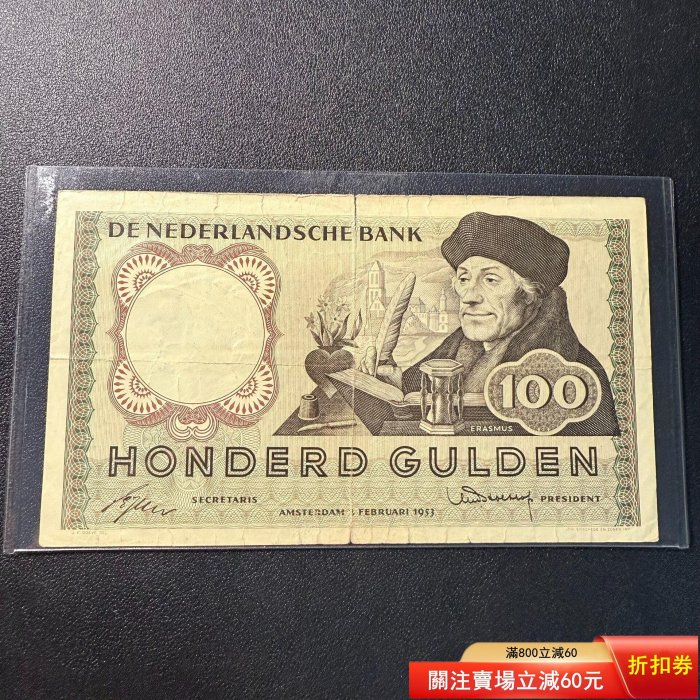 DE NEDERLANDSCHE BANK
100
ERASMUS
HONDERD GULDEN
SECRETARIS
PRESIDENT
AMSTERDAM FEBRUARI 1953
滿800立減60
關注賣場立減60元
折扣券